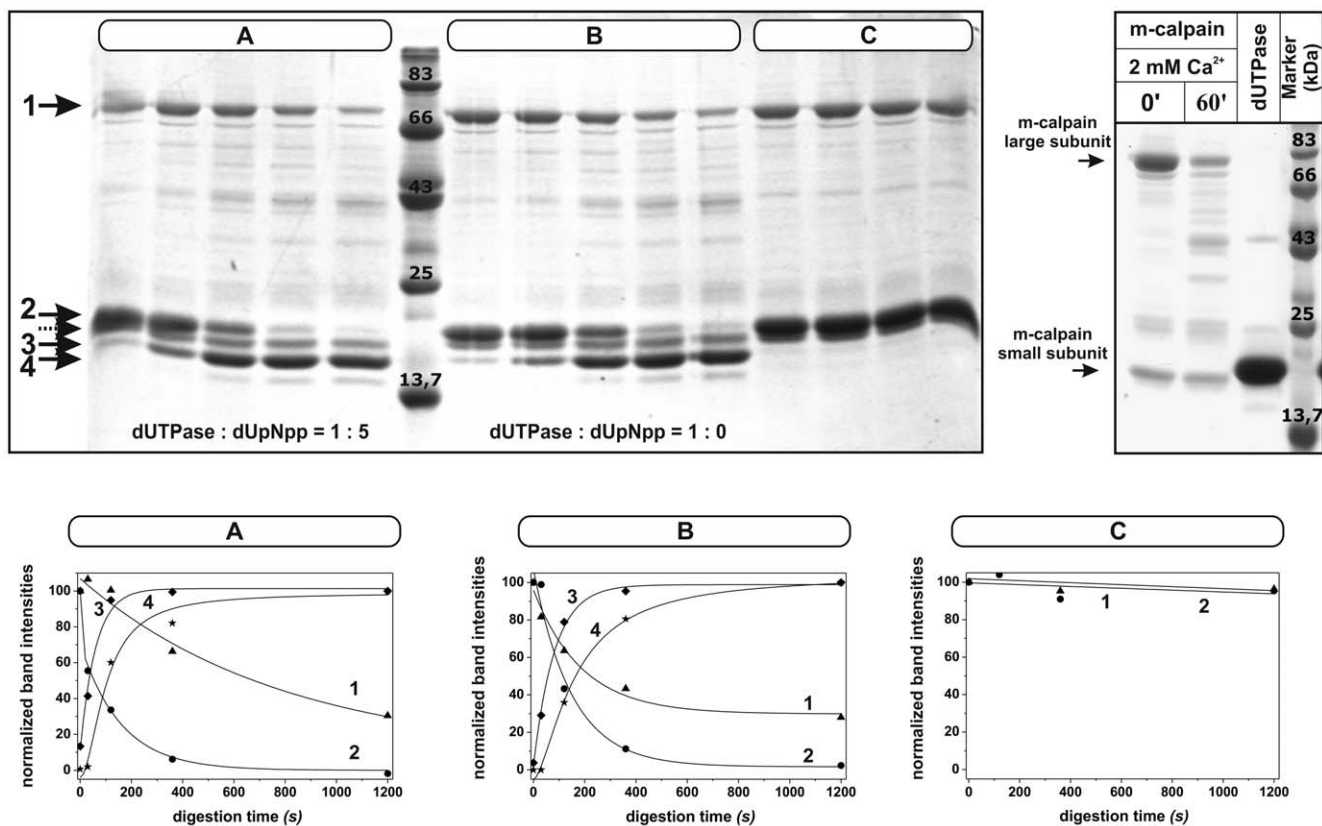 A
B
C
83
66
43
25
13,7
1
2
3
4
dUTPase : dUpNpp = 1 : 5
dUTPase : dUpNpp = 1 : 0
m-calpain
2 mM Ca²⁺
0'
60'
dUTPase
Marker
(kDa)
m-calpain
large subunit
m-calpain
small subunit
83
66
43
25
13,7
A
normalized band intensities
100
80
60
40
20
0
3
4
1
2
0 200 400 600 800 1000 1200
digestion time (s)
B
normalized band intensities
100
80
60
40
20
0
3
4
1
2
0 200 400 600 800 1000 1200
digestion time (s)
C
normalized band intensities
100
80
60
40
20
0
1
2
0 200 400 600 800 1000 1200
digestion time (s)